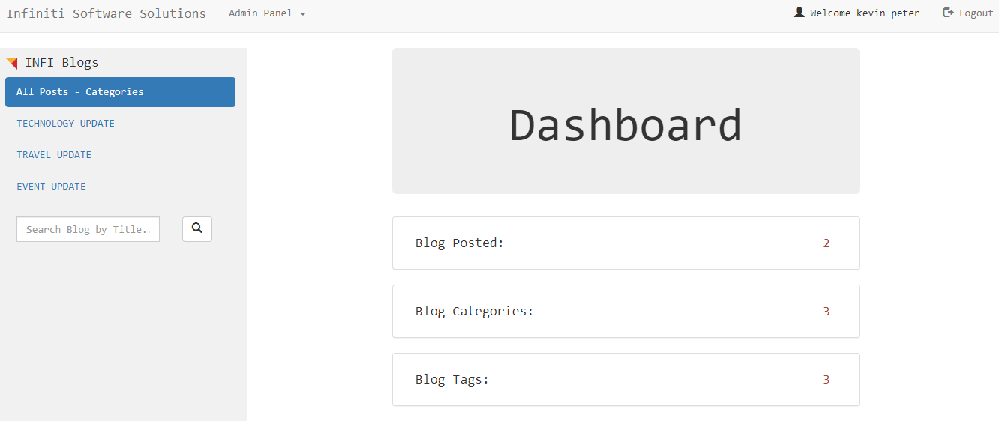 Infiniti Software Solutions
Admin Panel
Welcome kevin peter
Logout
INFI Blogs
All Posts - Categories
TECHNOLOGY UPDATE
TRAVEL UPDATE
EVENT UPDATE
Search Blog by Title.
Dashboard
Blog Posted: 2
Blog Categories: 3
Blog Tags: 3